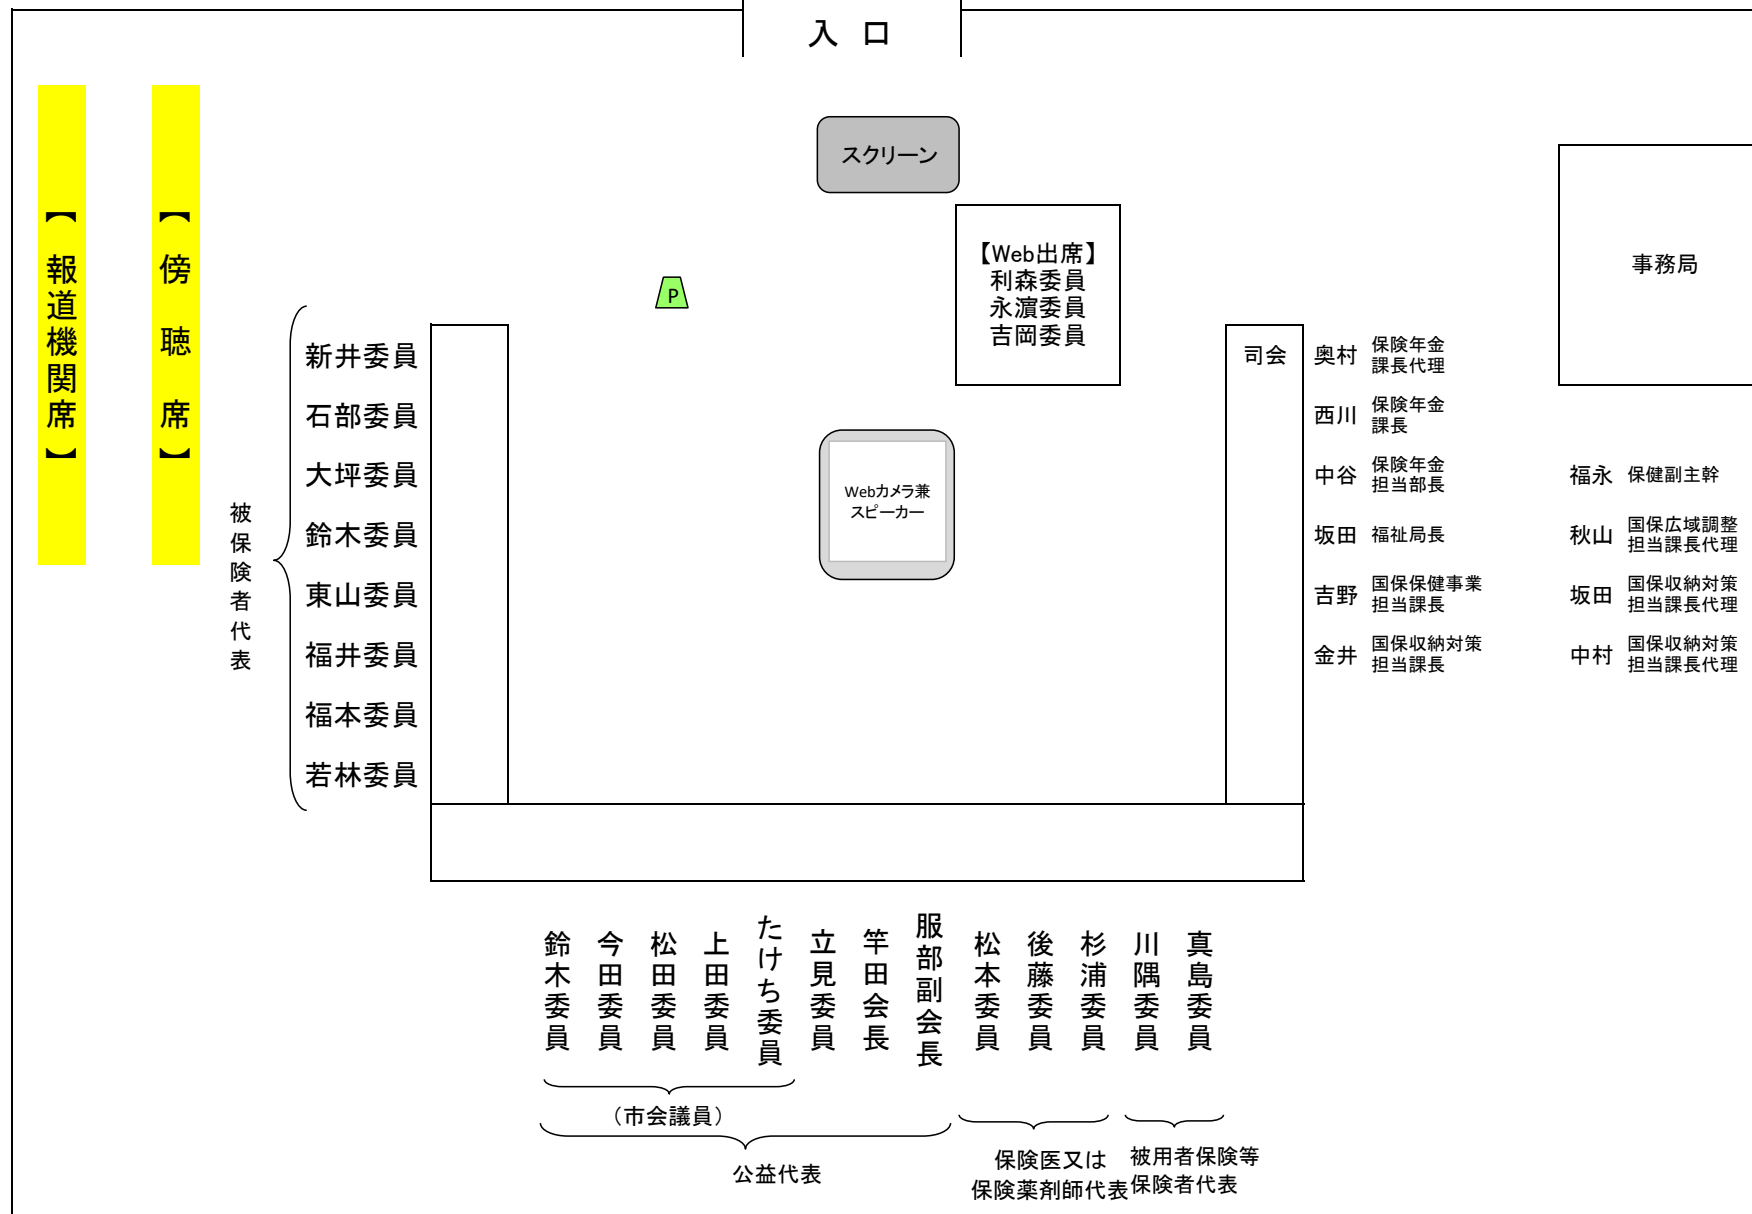 入　口
【 報道機関席 】
【 傍　聴　席 】
スクリーン
P
【Web出席】
利森委員
永濵委員
吉岡委員
事務局
Webカメラ兼
スピーカー
被保険者代表
新井委員
石部委員
大坪委員
鈴木委員
東山委員
福井委員
福本委員
若林委員
司会
奥村 保険年金
課長代理
西川 保険年金
課長
中谷 保険年金
担当部長
坂田 福祉局長
吉野 国保保健事業
担当課長
金井 国保収納対策
担当課長
福永 保健副主幹
秋山 国保広域調整
担当課長代理
坂田 国保収納対策
担当課長代理
中村 国保収納対策
担当課長代理
鈴木委員
今田委員
松田委員
上田委員
たけち委員
立見委員
竿田会長
服部副会長
松本委員
後藤委員
杉浦委員
川隅委員
真島委員
（市会議員）
公益代表
保険医又は
保険薬剤師代表
被用者保険等
保険者代表